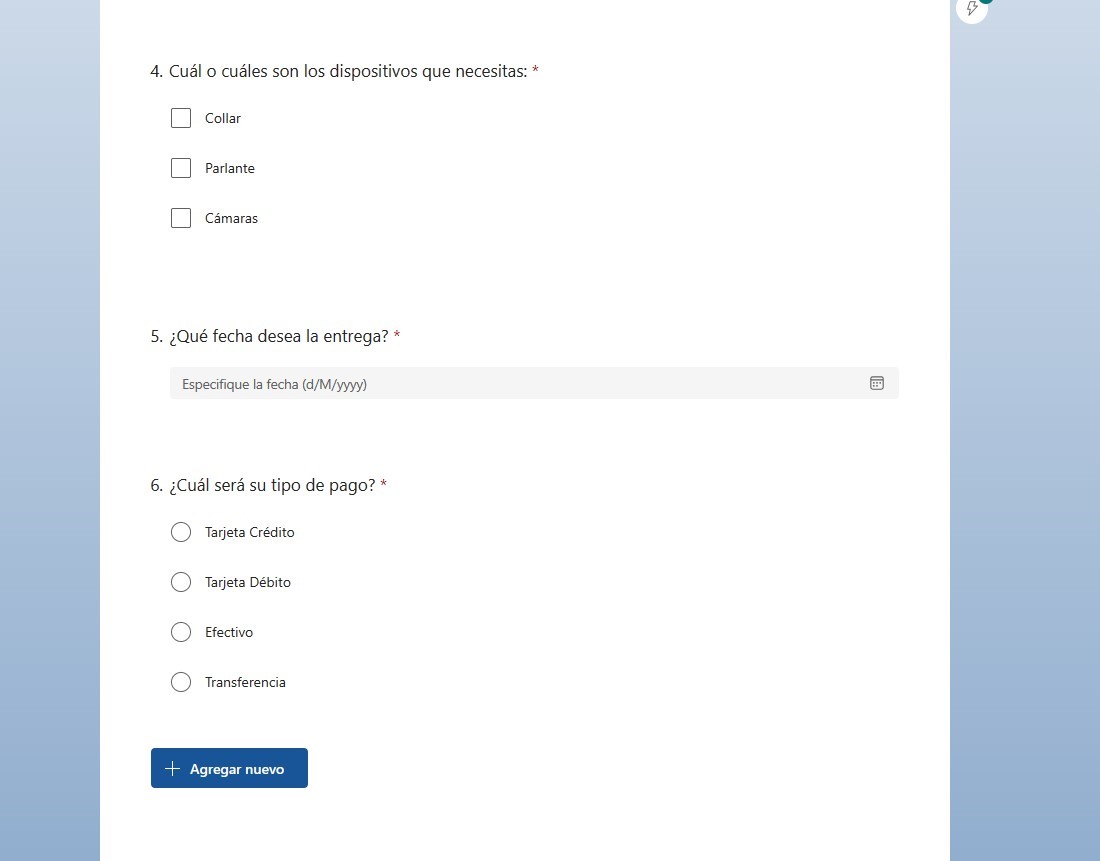 4. Cuál o cuáles son los dispositivos que necesitas: *
Collar
Parlante
Cámaras
5. ¿Qué fecha desea la entrega? *
Especifique la fecha (d/M/yyyy)
6. ¿Cuál será su tipo de pago? *
Tarjeta Crédito
Tarjeta Débito
Efectivo
Transferencia
Agregar nuevo